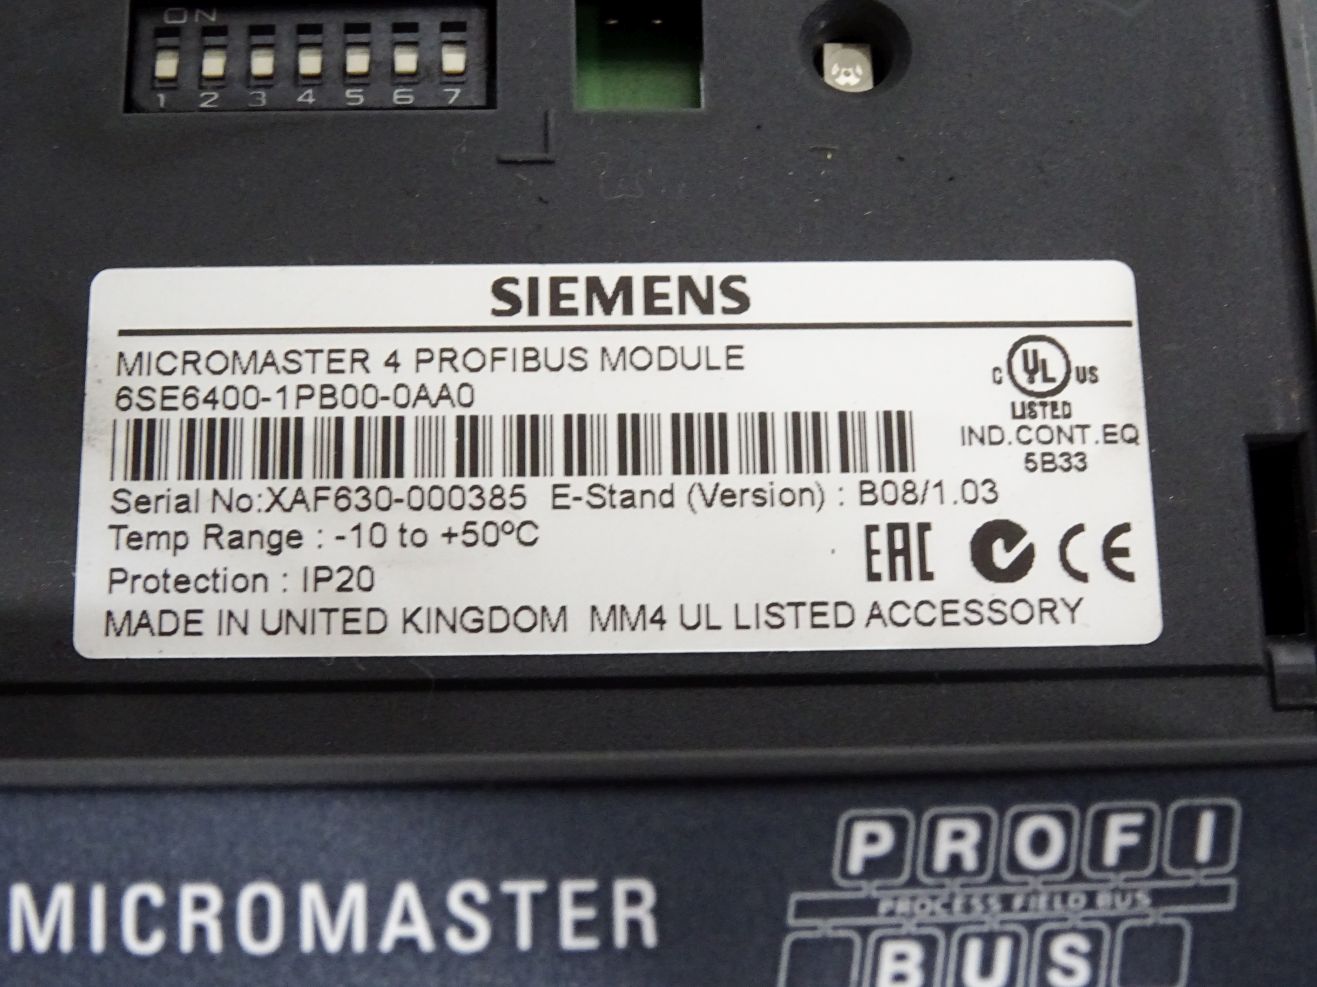 ON
1 2 3 4 5 6 7
SIEMENS
MICROMASTER 4 PROFIBUS MODULE
6SE6400-1PB00-0AA0
C UL US
LISTED
IND.CONT.EQ
5B33
Serial No:XAF630-000385 E-Stand (Version) : B08/1.03
Temp Range : -10 to +50ºC
Protection : IP20
EAC CE
MADE IN UNITED KINGDOM MM4 UL LISTED ACCESSORY
MICROMASTER
PROFI
PROCESS FIELD BUS
BUS